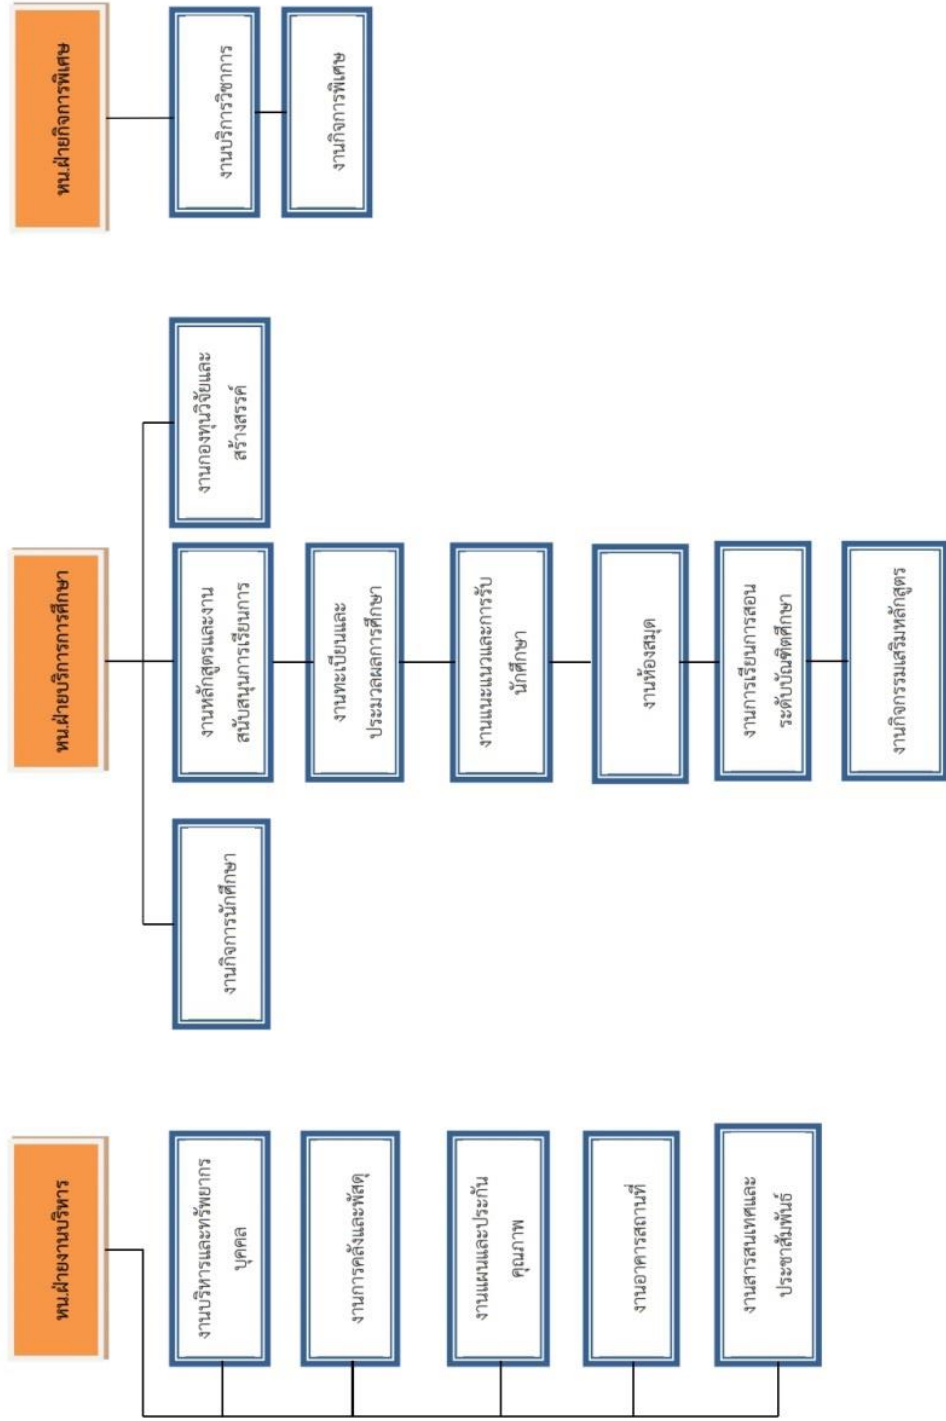 หน.ฝ่ายงานบริหาร
งานบริหารและทรัพยากร
บุคคล
งานการคลังและพัสดุ
งานแผนและประกัน
คุณภาพ
งานอาคารสถานที่
งานสารสนเทศและ
ประชาสัมพันธ์
หน.ฝ่ายบริการการศึกษา
งานกิจการนักศึกษา
งานหลักสูตรและงาน
สนับสนุนการเรียนการ
งานทะเบียนและ
ประมวลผลการศึกษา
งานแนะแนวและการรับ
นักศึกษา
งานห้องสมุด
งานการเรียนการสอน
ระดับบัณฑิตศึกษา
งานกิจกรรมเสริมหลักสูตร
งานกองทุนวิจัยและ
สร้างสรรค์
หน.ฝ่ายกิจการพิเศษ
งานบริการวิชาการ
งานกิจการพิเศษ